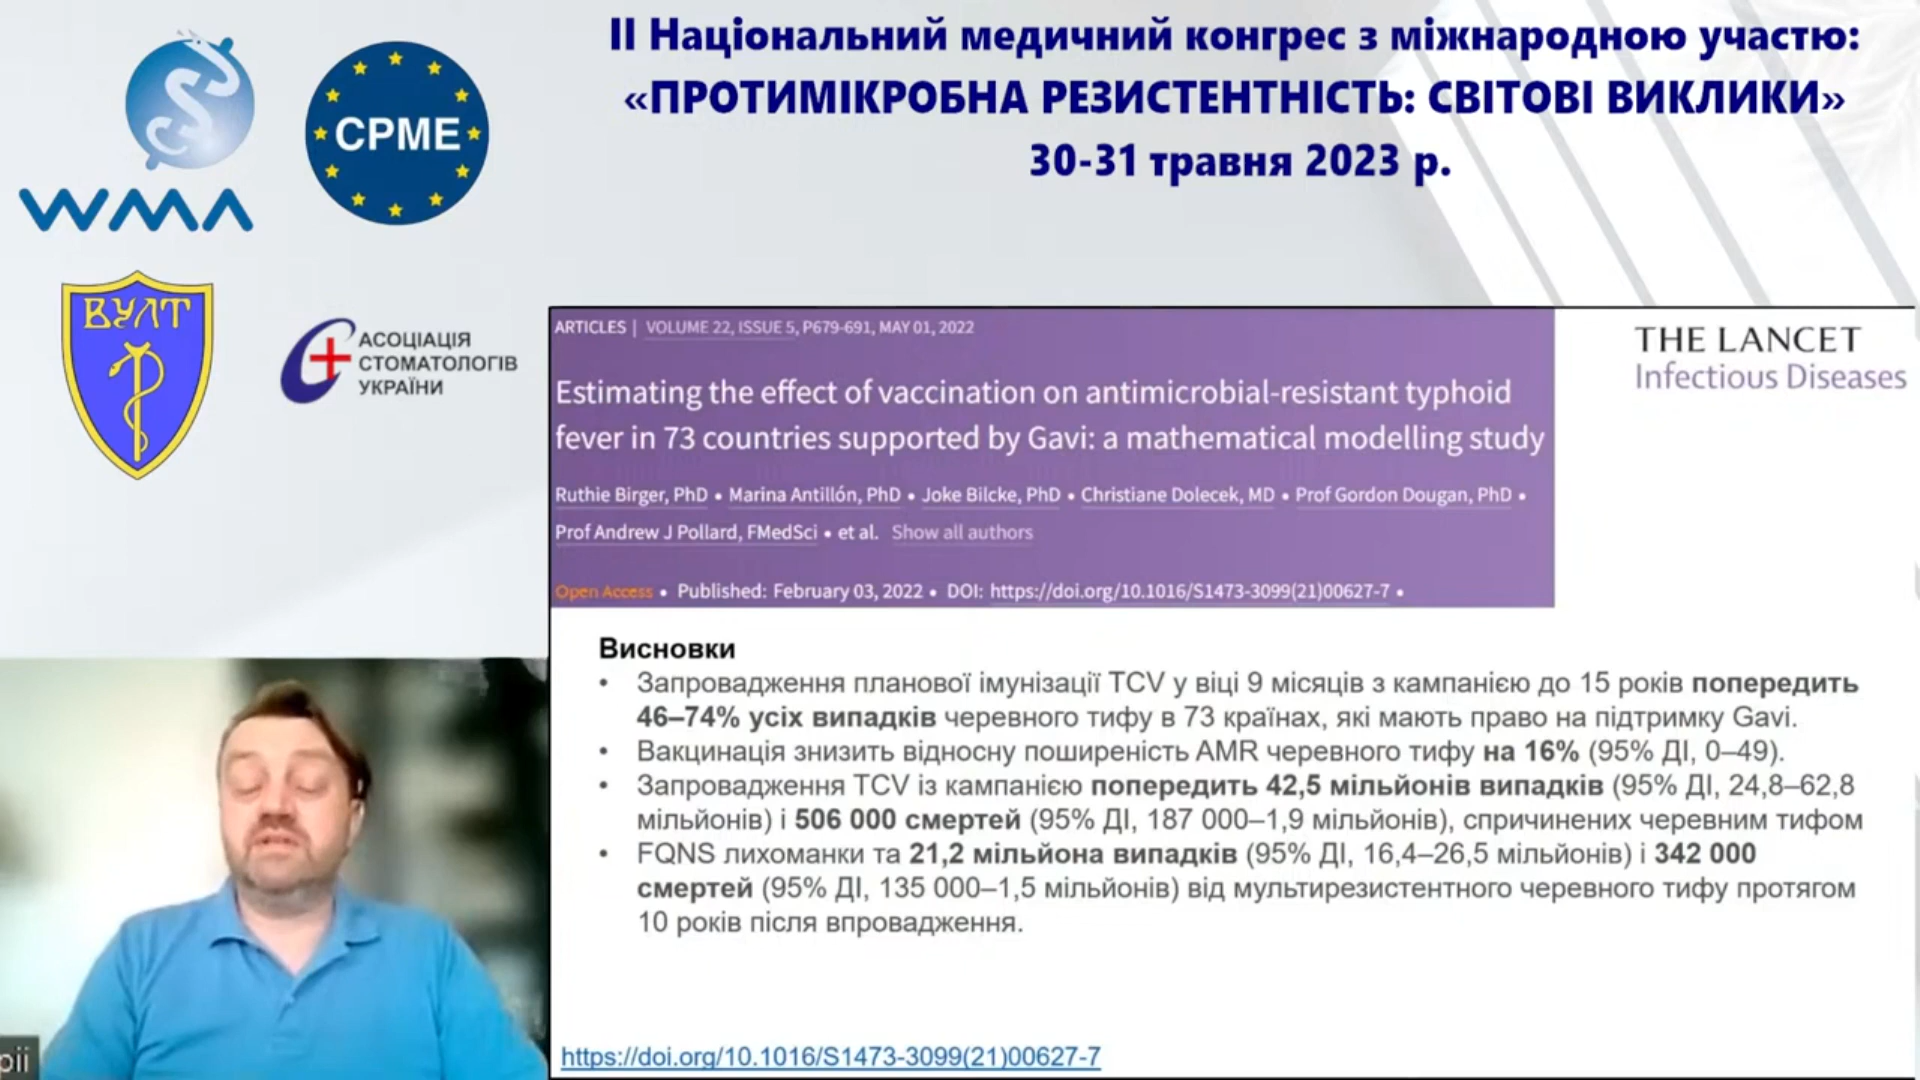 ІІ Національний медичний конгрес з міжнародною участю:
«ПРОТИМІКРОБНА РЕЗИСТЕНТНІСТЬ: СВІТОВІ ВИКЛИКИ»
30-31 травня 2023 р.
WMA
CPME
ВУЛТ
АСОЦІАЦІЯ
СТОМАТОЛОГІВ
УКРАЇНИ
ARTICLES | VOLUME 22, ISSUE 5, P679-691, MAY 01, 2022
THE LANCET
Infectious Diseases
Estimating the effect of vaccination on antimicrobial-resistant typhoid
fever in 73 countries supported by Gavi: a mathematical modelling study
Ruthie Birger, PhD • Marina Antillón, PhD • Joke Bilcke, PhD • Christiane Dolecek, MD • Prof Gordon Dougan, PhD •
Prof Andrew J Pollard, FMedSci • et al. Show all authors
Open Access • Published: February 03, 2022 • DOI: https://doi.org/10.1016/S1473-3099(21)00627-7 •
Висновки
• Запровадження планової імунізації TCV у віці 9 місяців з кампанією до 15 років попередить
46–74% усіх випадків черевного тифу в 73 країнах, які мають право на підтримку Gavi.
• Вакцинація знизить відносну поширеність AMR черевного тифу на 16% (95% ДІ, 0–49).
• Запровадження TCV із кампанією попередить 42,5 мільйонів випадків (95% ДІ, 24,8–62,8
мільйонів) і 506 000 смертей (95% ДІ, 187 000–1,9 мільйонів), спричинених черевним тифом
• FQNS лихоманки та 21,2 мільйона випадків (95% ДІ, 16,4–26,5 мільйонів) і 342 000
смертей (95% ДІ, 135 000–1,5 мільйонів) від мультирезистентного черевного тифу протягом
10 років після впровадження.
https://doi.org/10.1016/S1473-3099(21)00627-7